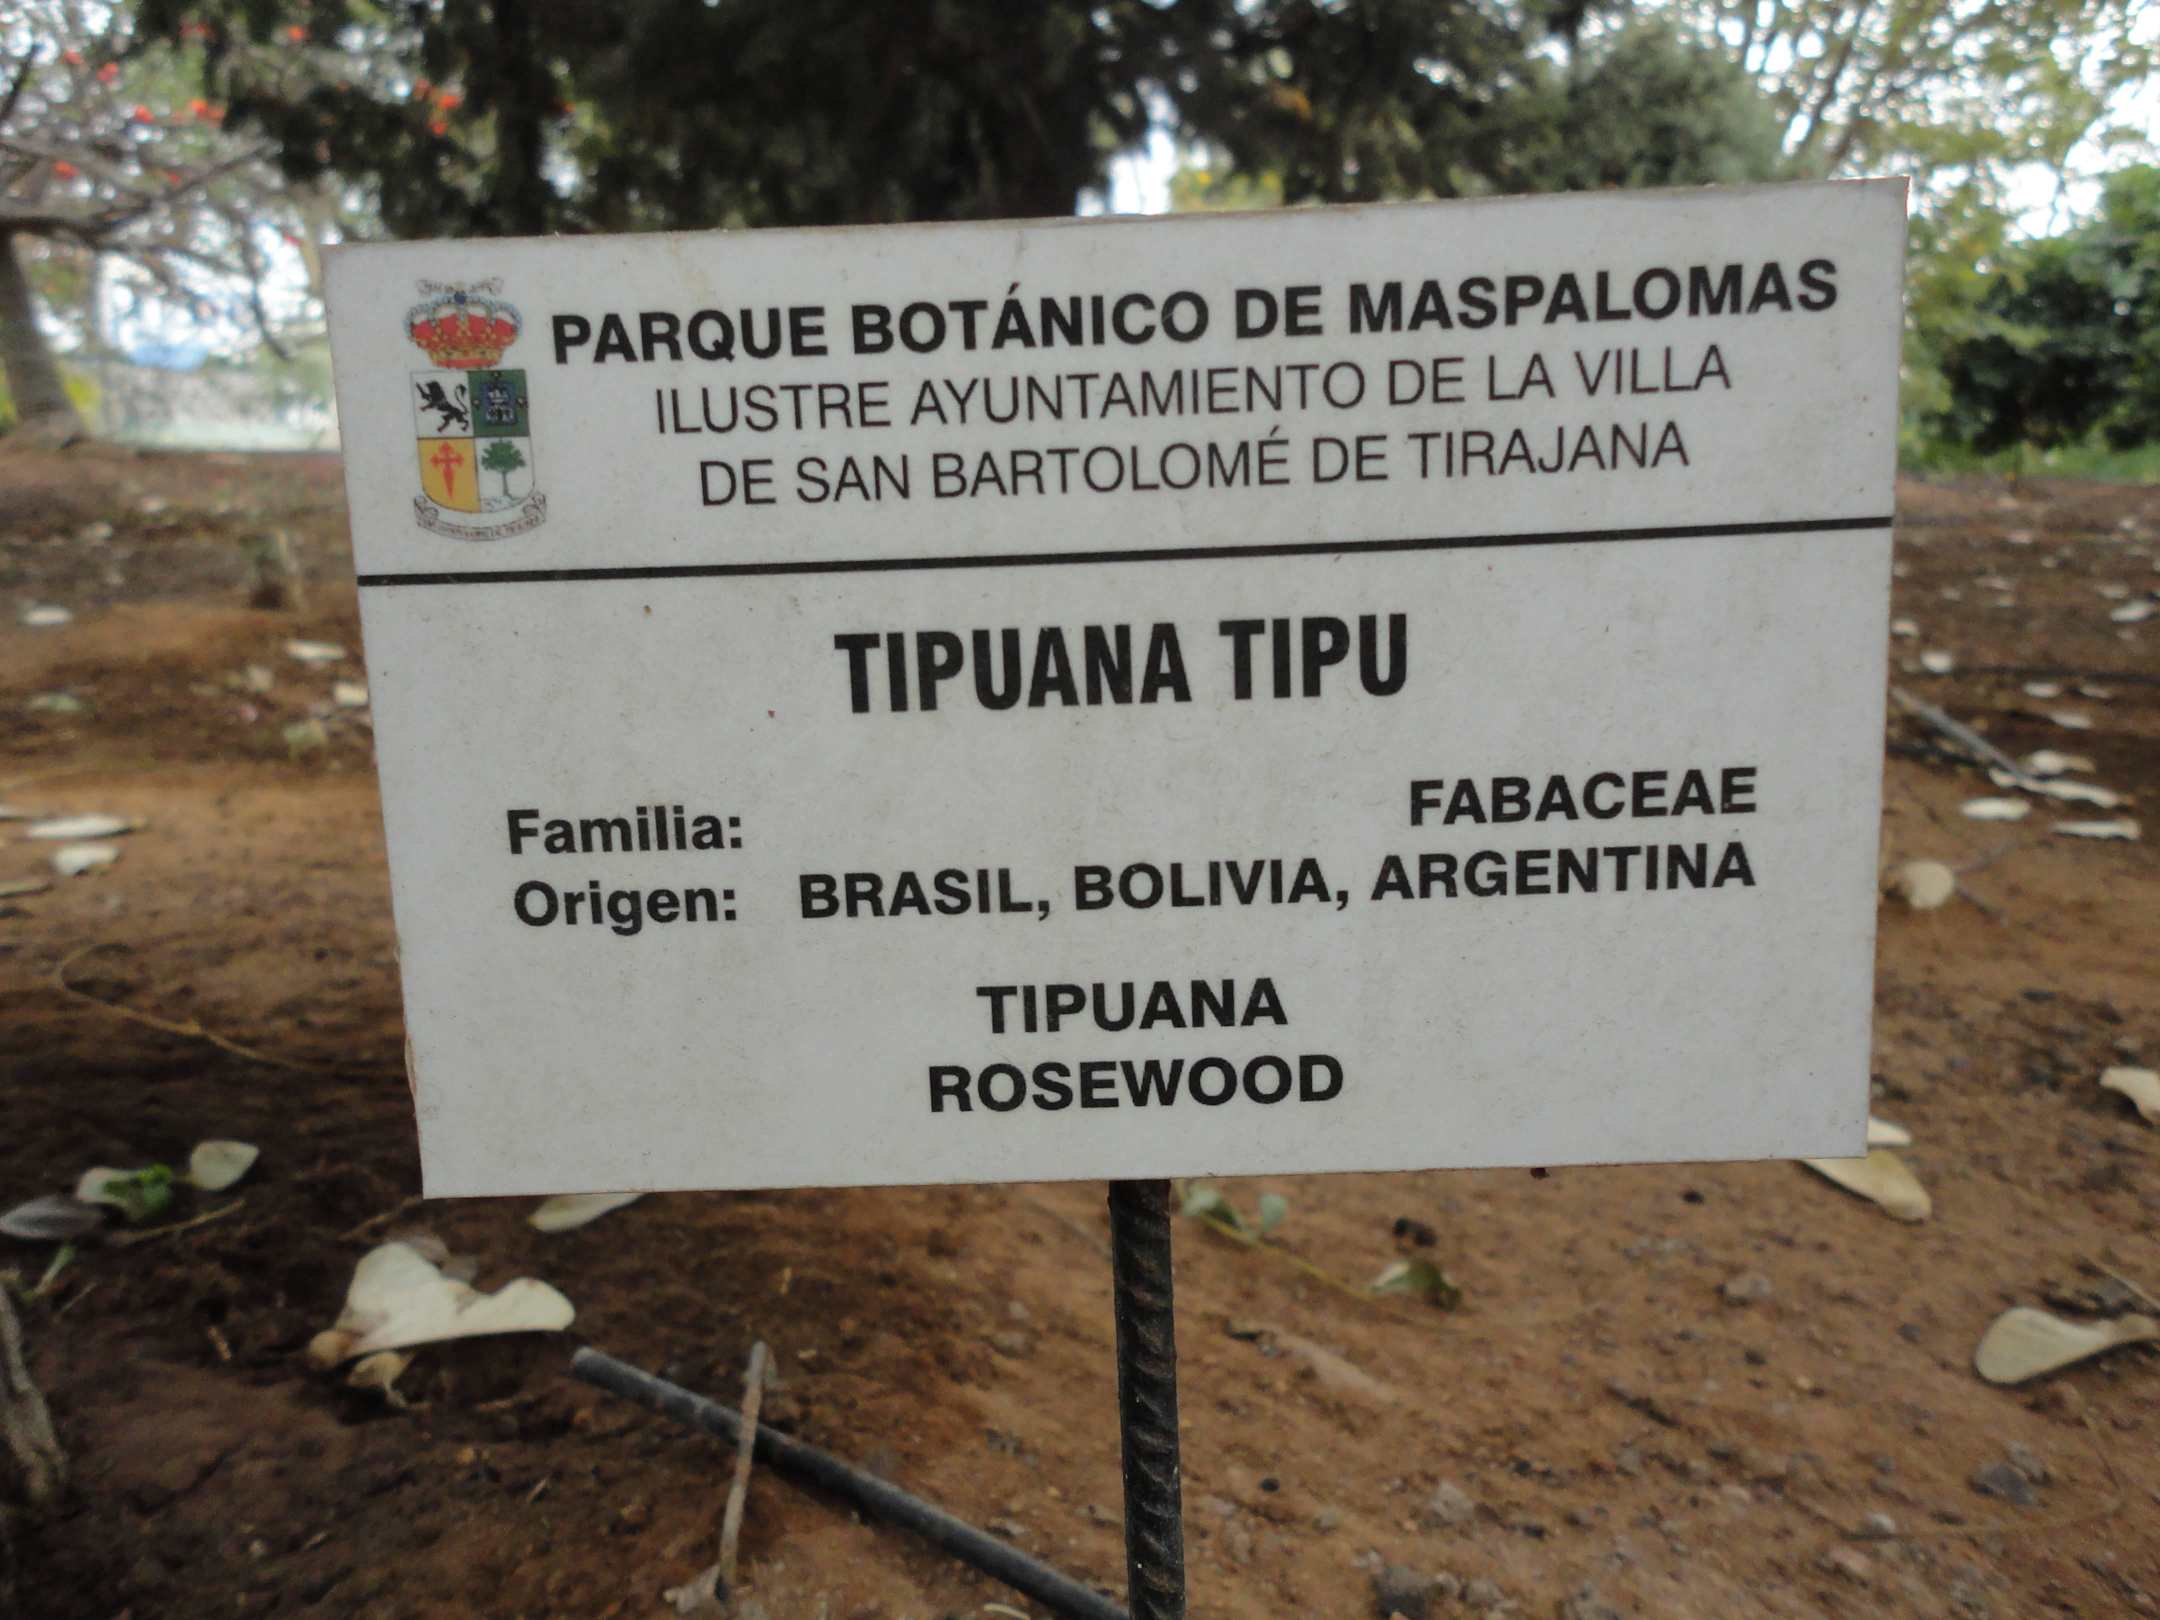 PARQUE BOTÁNICO DE MASPALOMAS
ILUSTRE AYUNTAMIENTO DE LA VILLA
DE SAN BARTOLOMÉ DE TIRAJANA
TIPUANA TIPU
Familia: FABACEAE
Origen: BRASIL, BOLIVIA, ARGENTINA
TIPUANA
ROSEWOOD